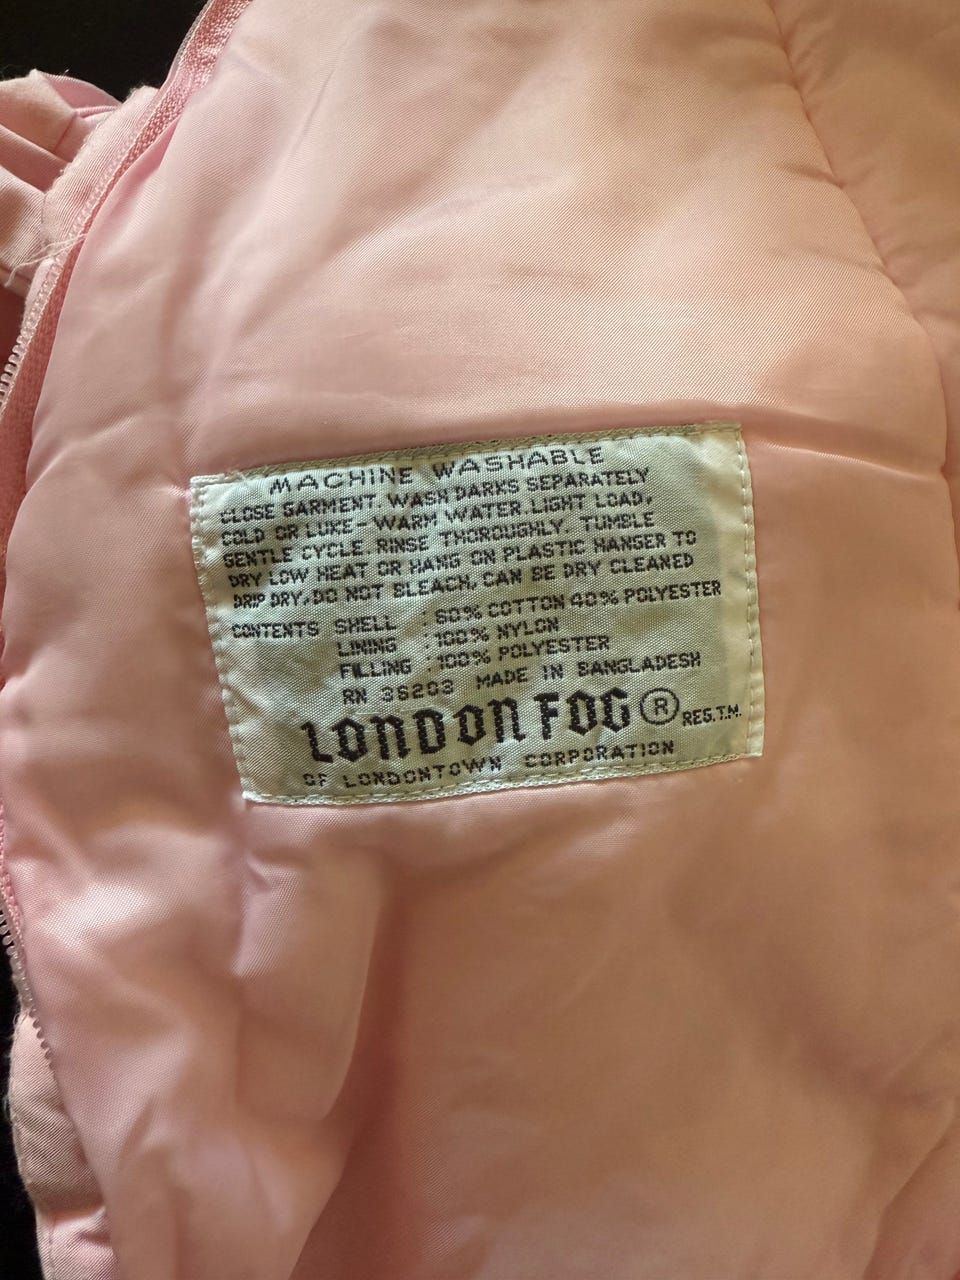 MACHINE WASHABLE
CLOSE GARMENT. WASH DARKS SEPARATELY
COLD OR LUKE-WARM WATER. LIGHT LOAD,
GENTLE CYCLE. RINSE THOROUGHLY. TUMBLE
DRY LOW HEAT OR HANG ON PLASTIC HANGER TO
DRIP DRY, DO NOT BLEACH, CAN BE DRY CLEANED
CONTENTS SHELL : 60% COTTON 40% POLYESTER
LINING : 100% NYLON
FILLING : 100% POLYESTER
RN 36203 MADE IN BANGLADESH
LONDON FOG ® REG.T.M.
OF LONDONTOWN CORPORATION